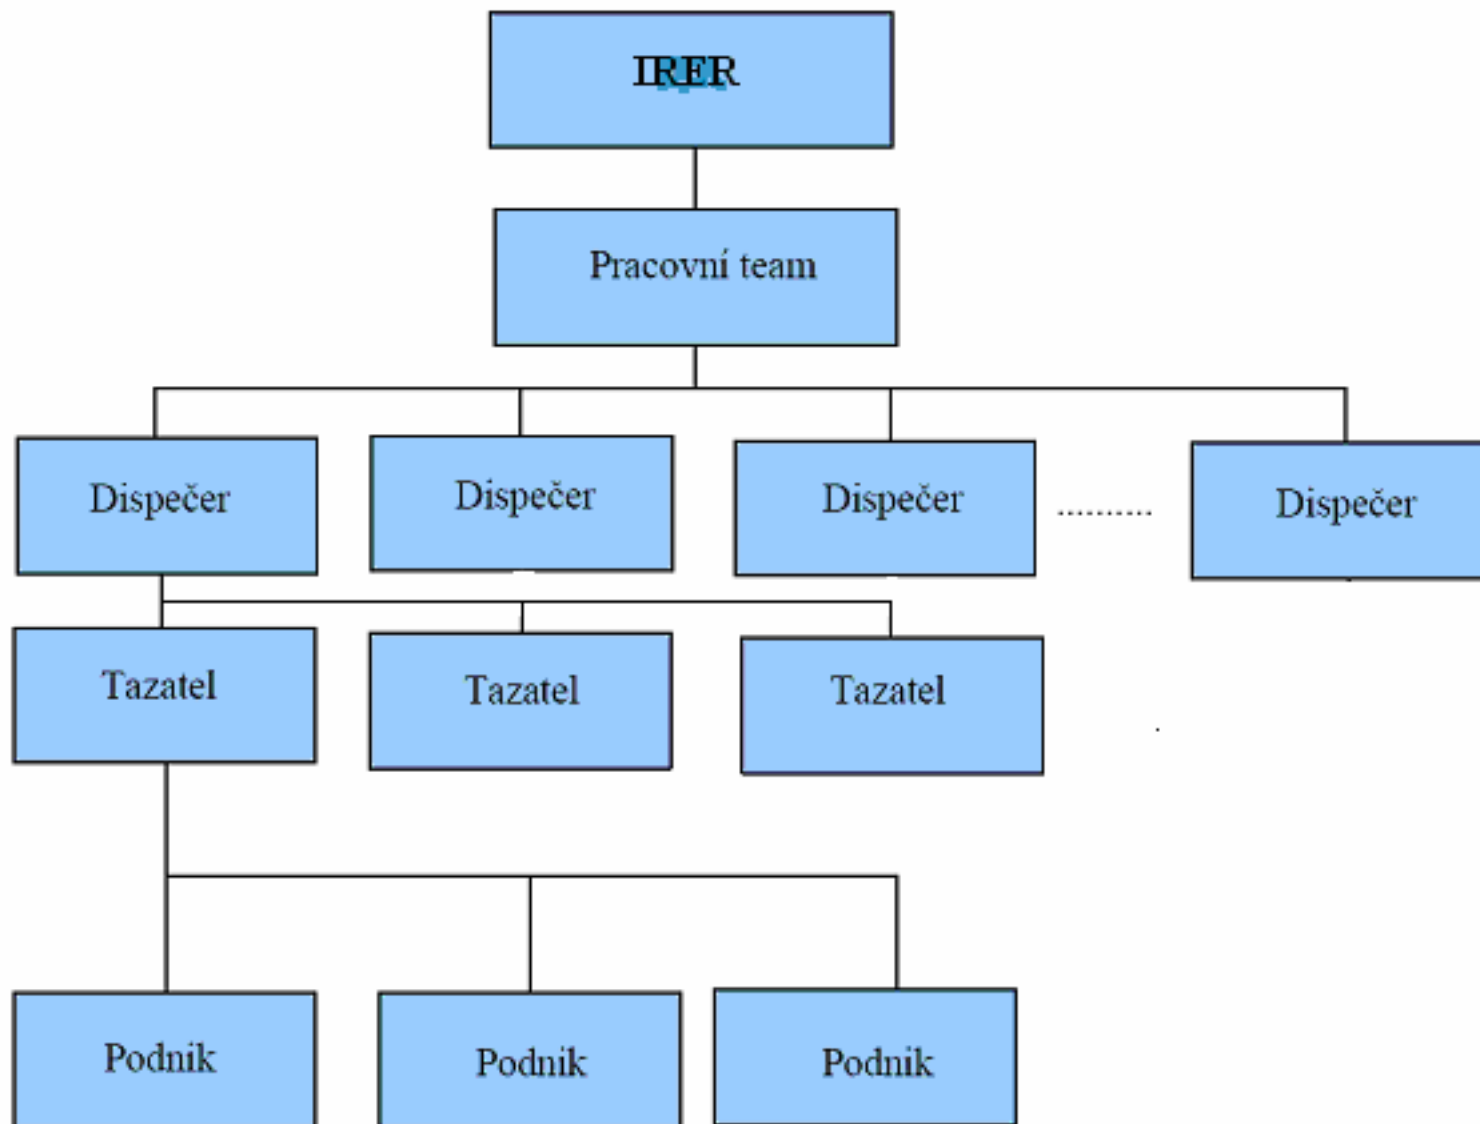 IRER
Pracovní team
Dispečer
Dispečer
Dispečer
..........
Dispečer
Tazatel
Tazatel
Tazatel
.
Podnik
Podnik
Podnik